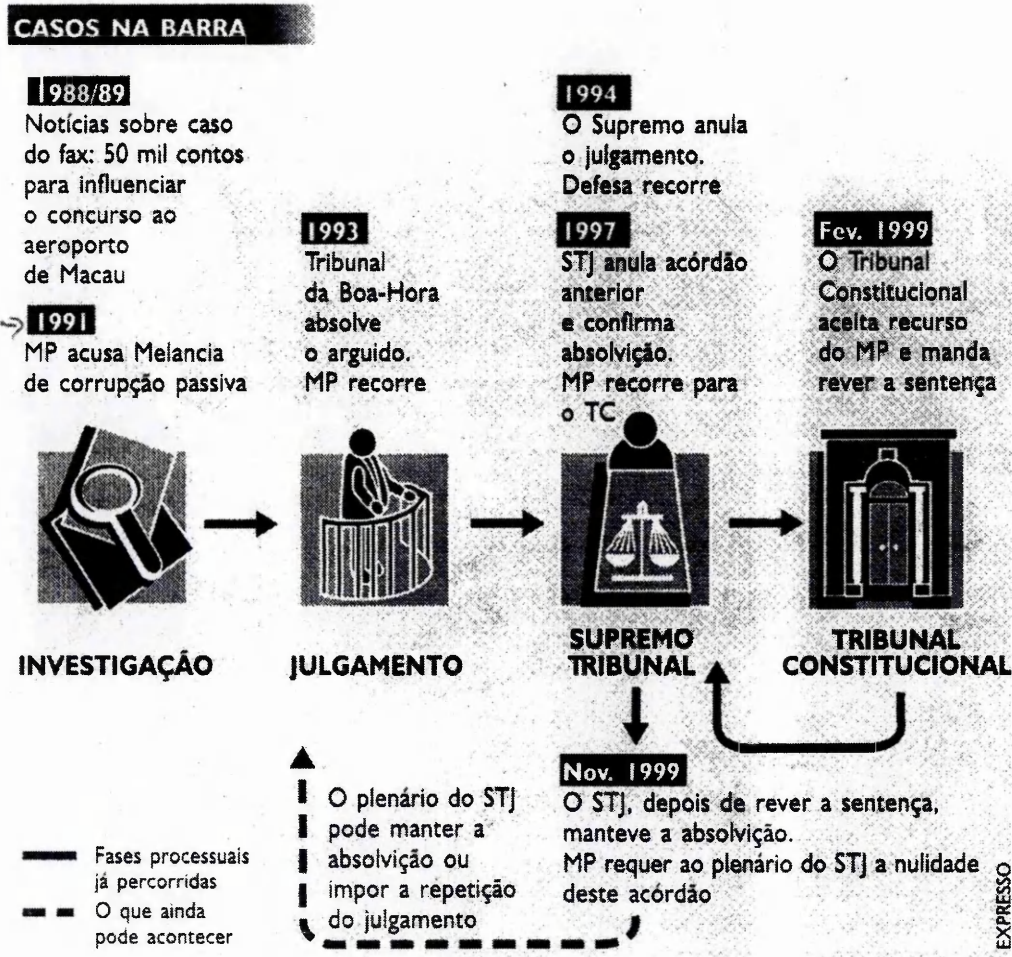 CASOS NA BARRA
1988/89
Notícias sobre caso
do fax: 50 mil contos
para influenciar
o concurso ao
aeroporto
de Macau
1991
MP acusa Melancia
de corrupção passiva
INVESTIGAÇÃO
1993
Tribunal
da Boa-Hora
absolve
o arguido.
MP recorre
JULGAMENTO
1994
O Supremo anula
o julgamento.
Defesa recorre
1997
STJ anula acórdão
anterior
e confirma
absolvição.
MP recorre para
o TC
SUPREMO
TRIBUNAL
Fev. 1999
O Tribunal
Constitucional
aceita recurso
do MP e manda
rever a sentença
TRIBUNAL
CONSTITUCIONAL
Nov. 1999
O STJ, depois de rever a sentença,
manteve a absolvição.
MP requer ao plenário do STJ a nulidade
deste acórdão
O plenário do STJ
pode manter a
absolvição ou
impor a repetição
do julgamento
Fases processuais
já percorridas
O que ainda
pode acontecer
EXPRESSO